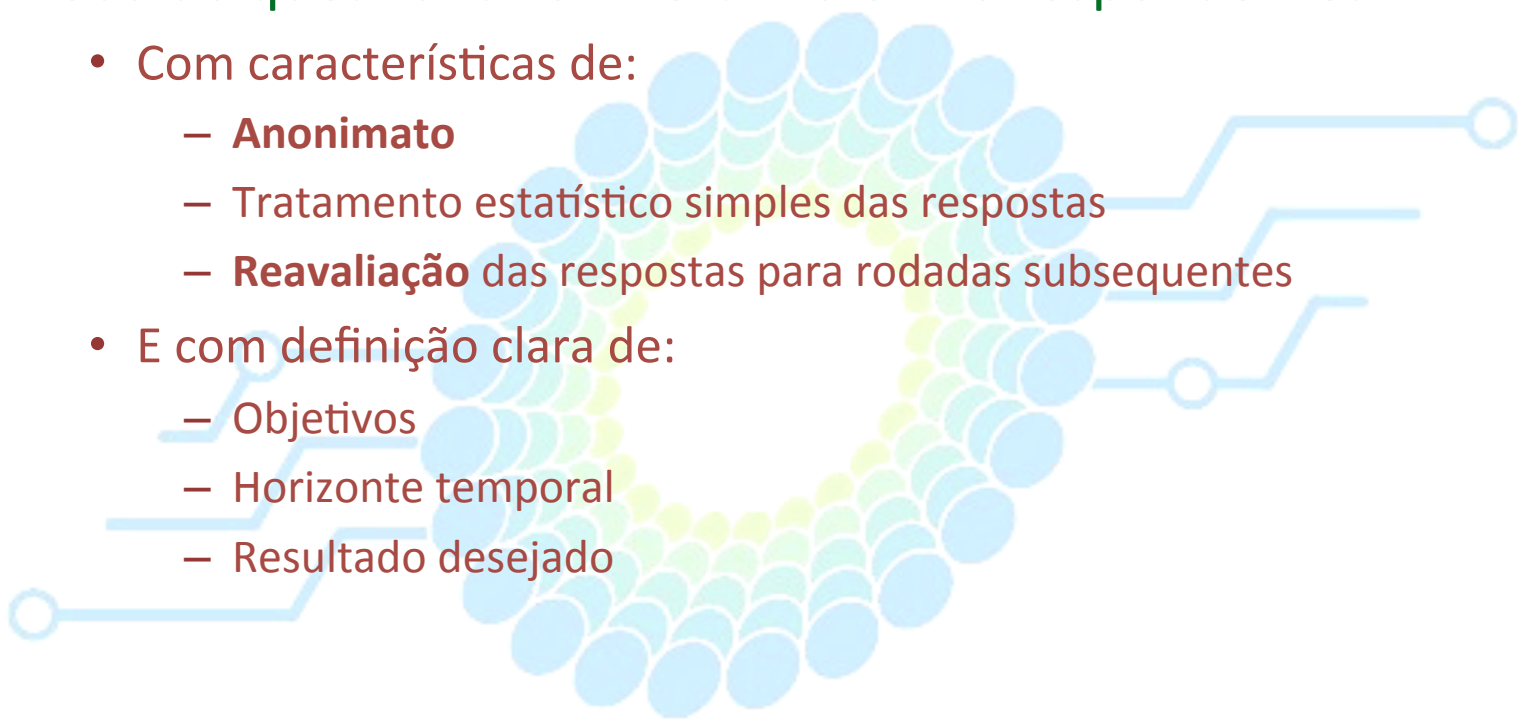 • Com características de:
– Anonimato
– Tratamento estatístico simples das respostas
– Reavaliação das respostas para rodadas subsequentes
• E com definição clara de:
– Objetivos
– Horizonte temporal
– Resultado desejado